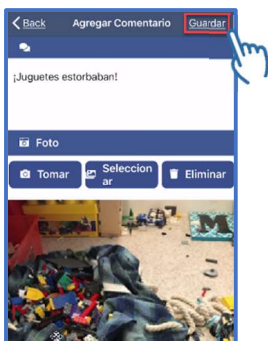 Back Agregar Comentario Guardar
¡Juguetes estorbaban!
Foto
Tomar Seleccion
ar Eliminar
M